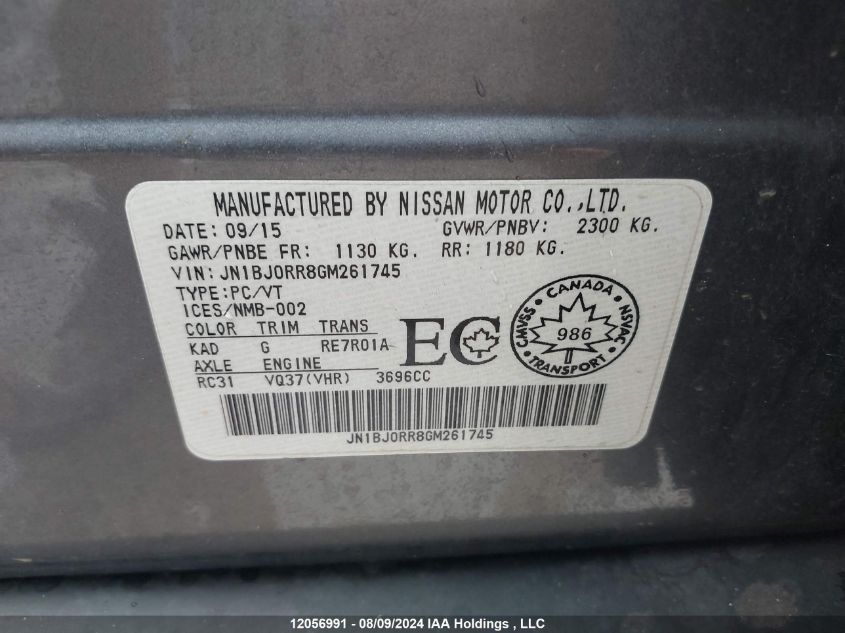 MANUFACTURED BY NISSAN MOTOR CO.,LTD.
DATE: 09/15 GVWR/PNBV: 2300 KG.
GAWR/PNBE FR: 1130 KG. RR: 1180 KG.
VIN: JN1BJ0RR8GM261745
TYPE:PC/VT
ICES/NMB-002
COLOR TRIM TRANS
KAD G RE7R01A
AXLE ENGINE
RC31 VQ37(VHR) 3696CC
EC
CANADA
CMVSS 986 NSVAC
TRANSPORT
JN1BJ0RR8GM261745
12056991 - 08/09/2024 IAA Holdings , LLC